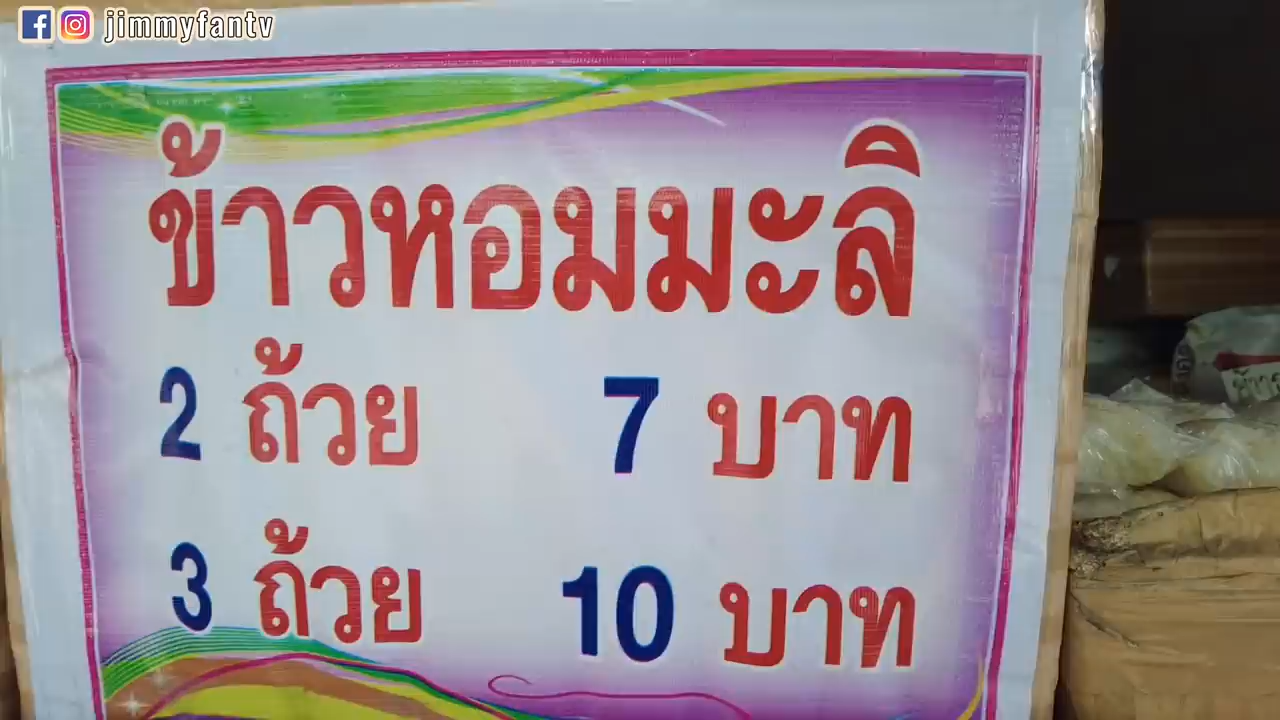 jimmyfantv
ข้าวหอมมะลิ
2 ถ้วย 7 บาท
3 ถ้วย 10 บาท